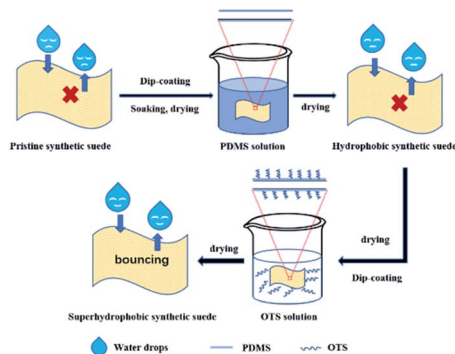 Dip-coating
Soaking, drying
drying
Pristine synthetic suede
PDMS solution
Hydrophobic synthetic suede
drying
Dip-coating
drying
bouncing
Superhydrophobic synthetic suede
OTS solution
Water drops
PDMS
OTS